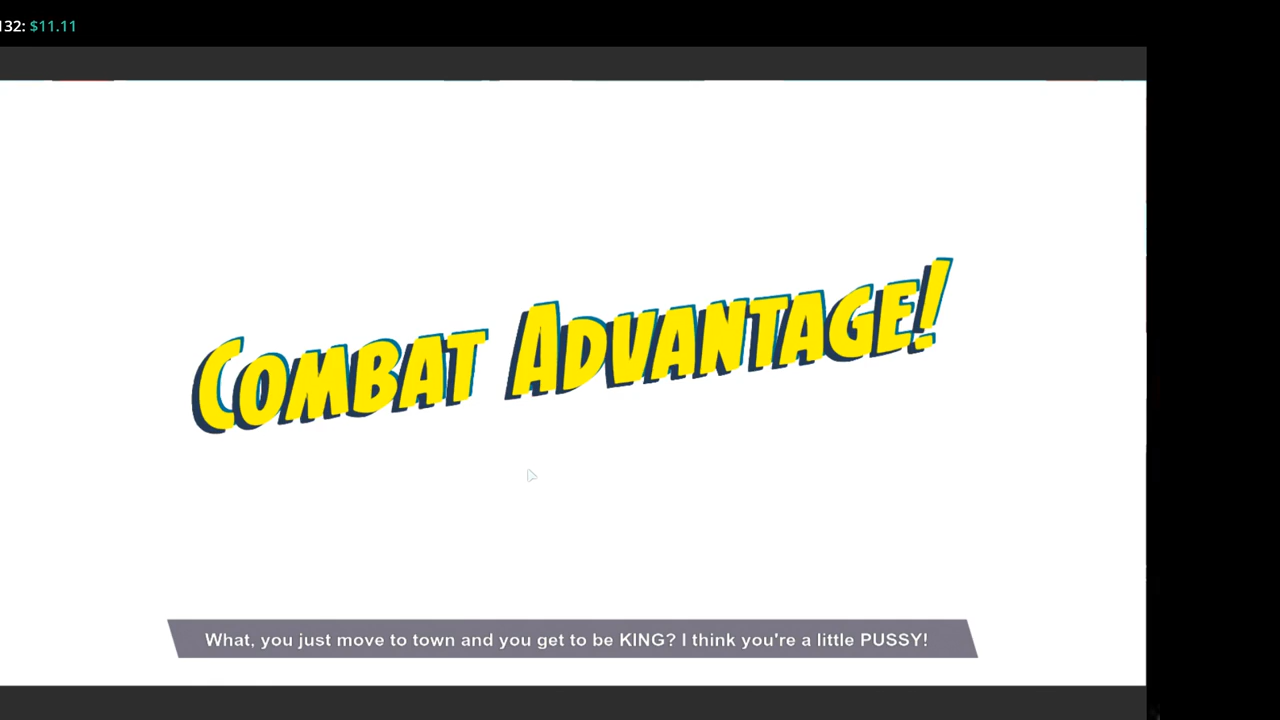 132: $11.11
COMBAT ADVANTAGE!
What, you just move to town and you get to be KING? I think you're a little PUSSY!